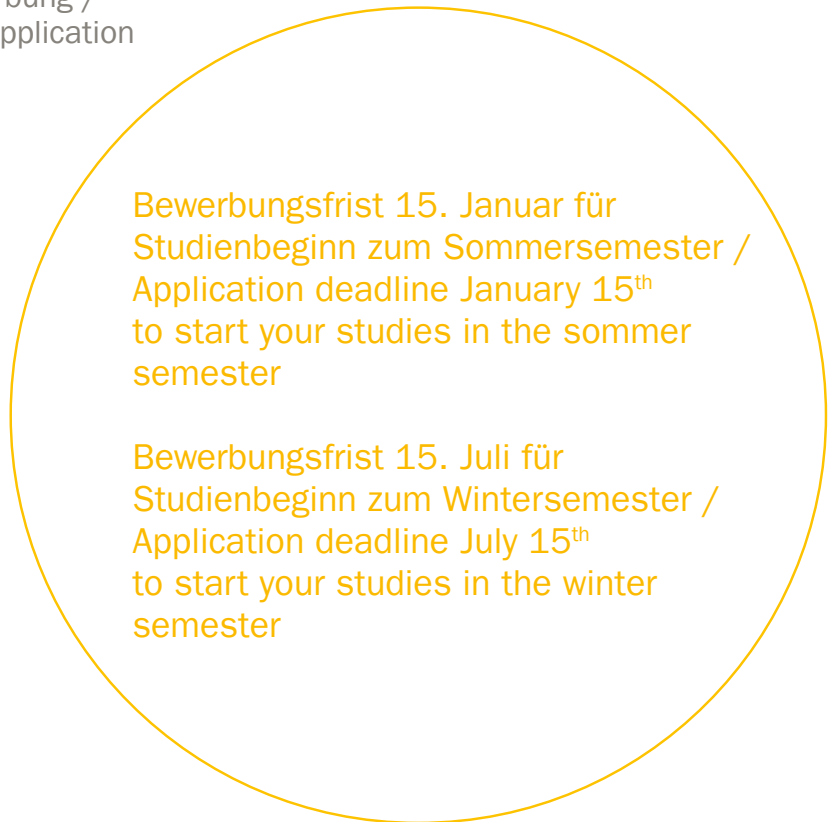 bung /
pplication
Bewerbungsfrist 15. Januar für
Studienbeginn zum Sommersemester /
Application deadline January 15th
to start your studies in the sommer
semester
Bewerbungsfrist 15. Juli für
Studienbeginn zum Wintersemester /
Application deadline July 15th
to start your studies in the winter
semester